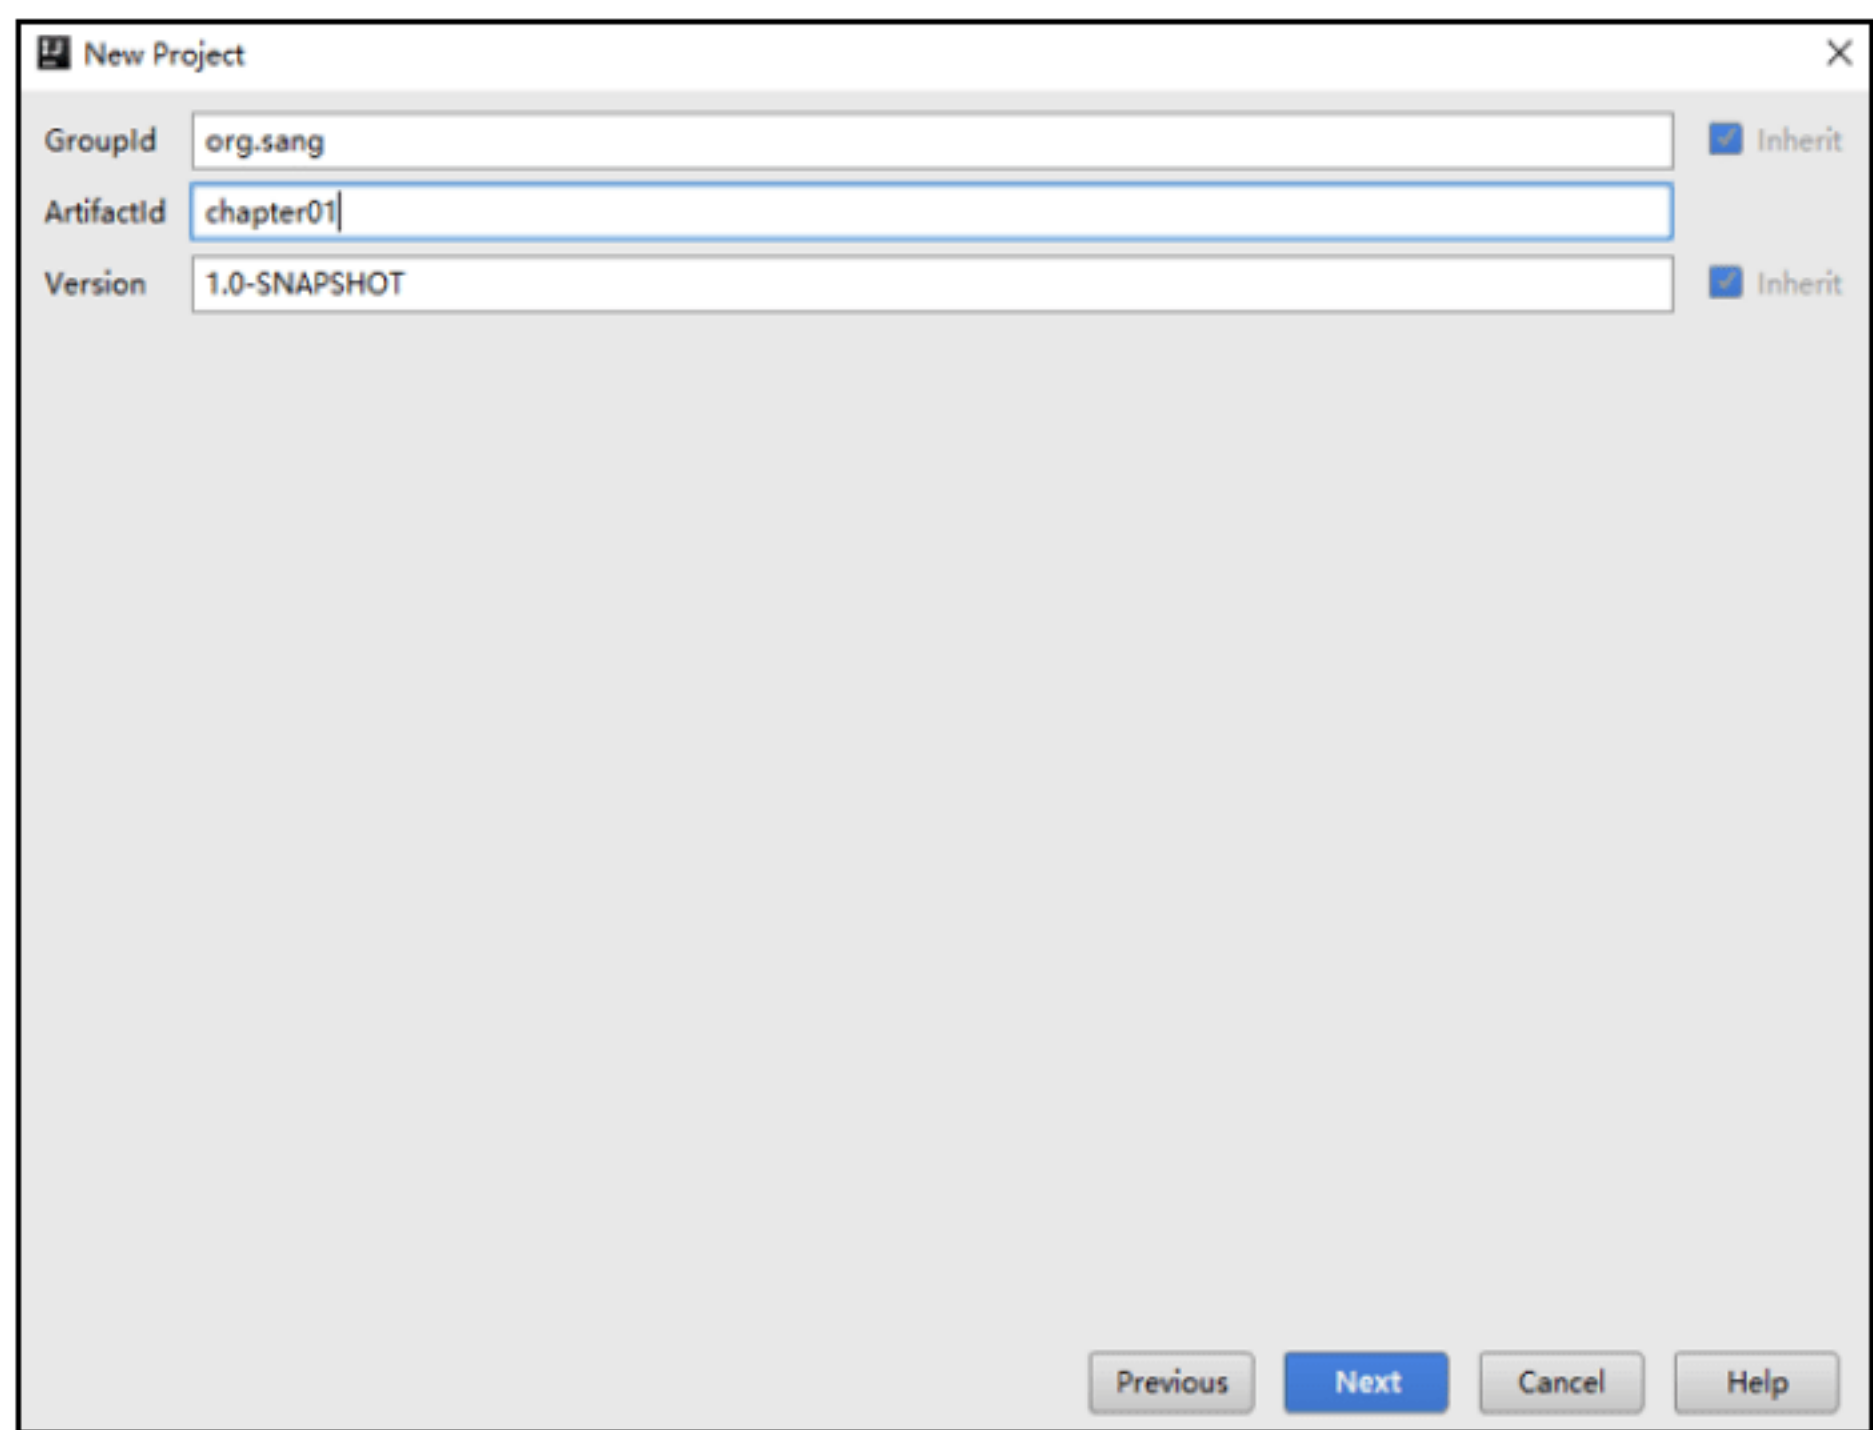 New Project
GroupId org.sang Inherit
ArtifactId chapter01
Version 1.0-SNAPSHOT Inherit
Previous Next Cancel Help